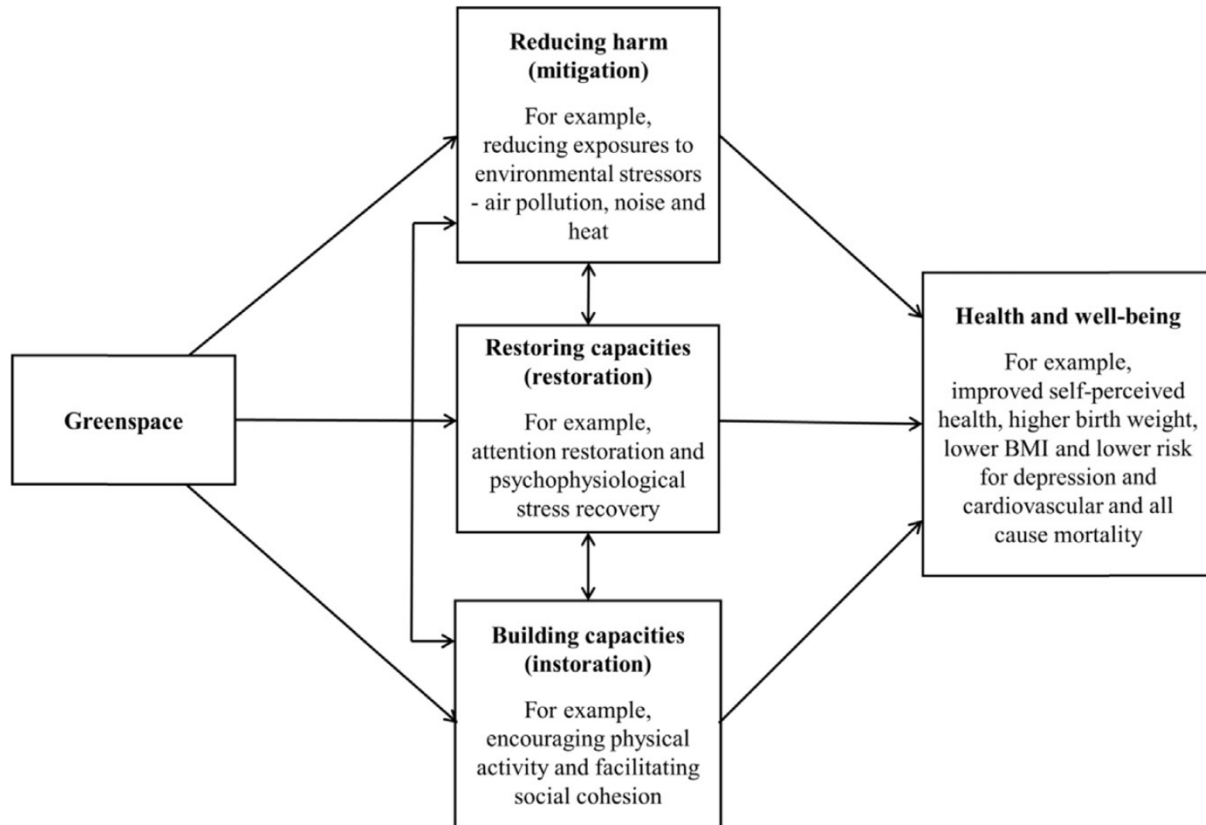 Reducing harm
(mitigation)
For example,
reducing exposures to
environmental stressors
- air pollution, noise and
heat
Greenspace
Restoring capacities
(restoration)
For example,
attention restoration and
psychophysiological
stress recovery
Building capacities
(instoration)
For example,
encouraging physical
activity and facilitating
social cohesion
Health and well-being
For example,
improved self-perceived
health, higher birth weight,
lower BMI and lower risk
for depression and
cardiovascular and all
cause mortality